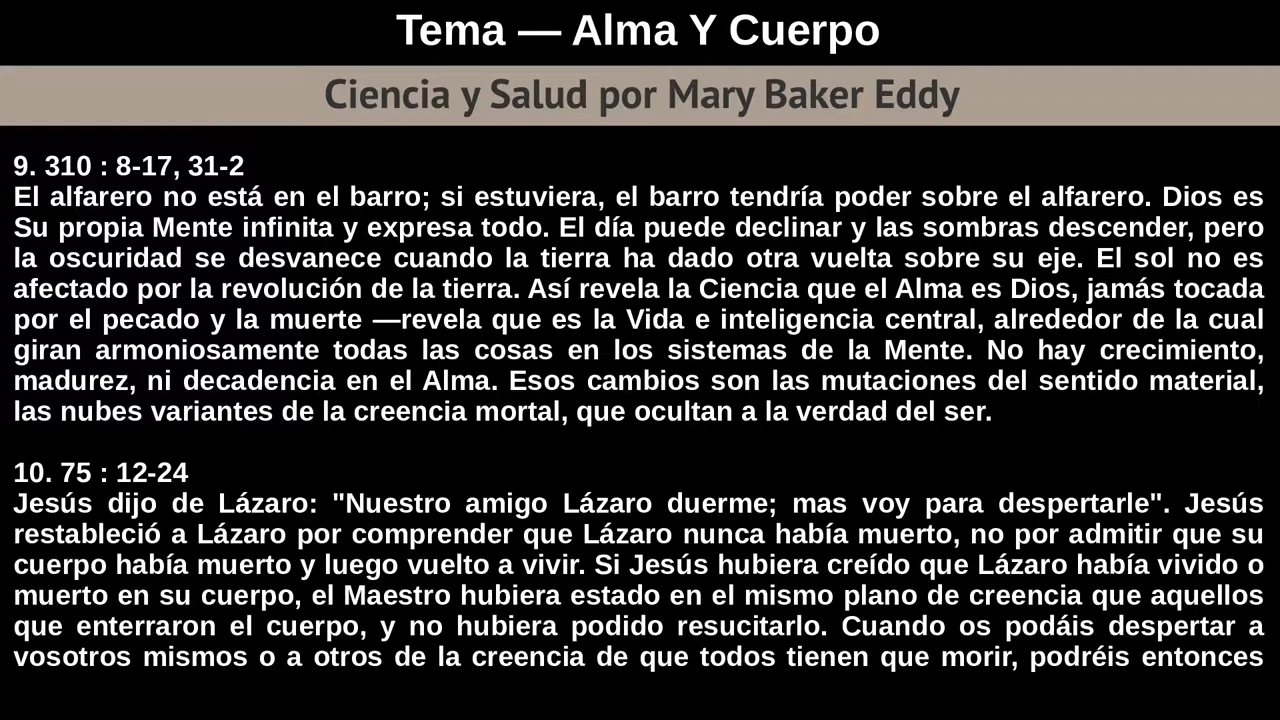 Tema — Alma Y Cuerpo
Ciencia y Salud por Mary Baker Eddy
9. 310 : 8-17, 31-2
El alfarero no está en el barro; si estuviera, el barro tendría poder sobre el alfarero. Dios es
Su propia Mente infinita y expresa todo. El día puede declinar y las sombras descender, pero
la oscuridad se desvanece cuando la tierra ha dado otra vuelta sobre su eje. El sol no es
afectado por la revolución de la tierra. Así revela la Ciencia que el Alma es Dios, jamás tocada
por el pecado y la muerte —revela que es la Vida e inteligencia central, alrededor de la cual
giran armoniosamente todas las cosas en los sistemas de la Mente. No hay crecimiento,
madurez, ni decadencia en el Alma. Esos cambios son las mutaciones del sentido material,
las nubes variantes de la creencia mortal, que ocultan a la verdad del ser.
10. 75 : 12-24
Jesús dijo de Lázaro: "Nuestro amigo Lázaro duerme; mas voy para despertarle". Jesús
restableció a Lázaro por comprender que Lázaro nunca había muerto, no por admitir que su
cuerpo había muerto y luego vuelto a vivir. Si Jesús hubiera creído que Lázaro había vivido o
muerto en su cuerpo, el Maestro hubiera estado en el mismo plano de creencia que aquellos
que enterraron el cuerpo, y no hubiera podido resucitarlo. Cuando os podáis despertar a
vosotros mismos o a otros de la creencia de que todos tienen que morir, podréis entonces